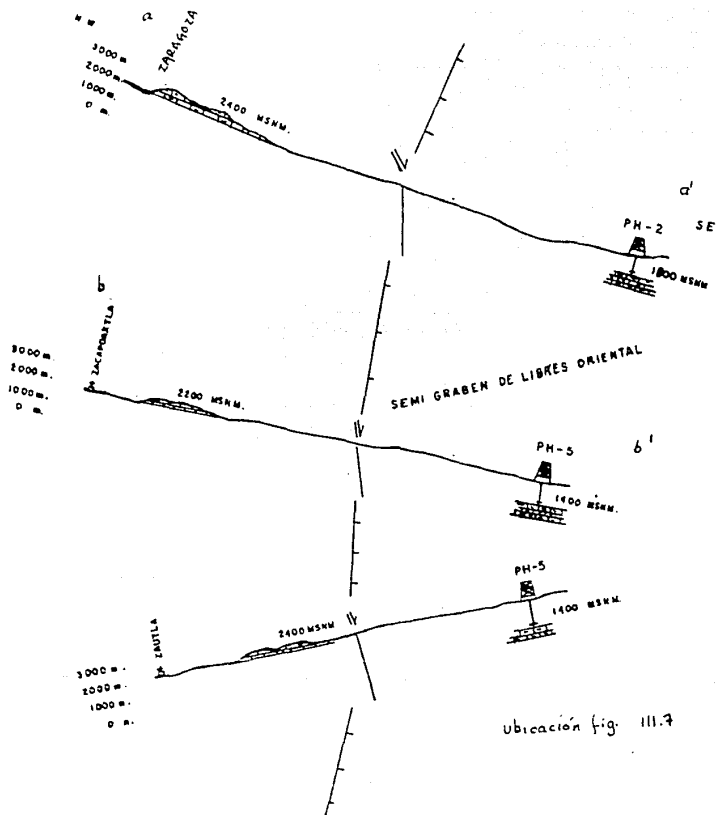 N W
a
ZARAGOZA
3000 m.
2000 m.
1000 m.
0 m.
2400 MSNM.
a'
PH-2
SE
1800 MSNM.
b
ZACAPOAXTLA
3000 m.
2000 m.
1000 m.
0 m.
2200 MSNM.
SEMI GRABEN DE LIBRES ORIENTAL
PH-5
b'
1400 MSNM.
PH-5
1400 MSNM.
ZAUTLA
2400 MSNM
3000 m.
2000 m.
1000 m.
0 m.
Ubicación fig. III.7